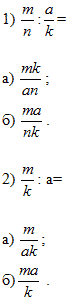 1) m/n : a/k =
а) mk/an ;
б) ma/nk .
2) m/k : a=
а) m/ak ;
б) ma/k .